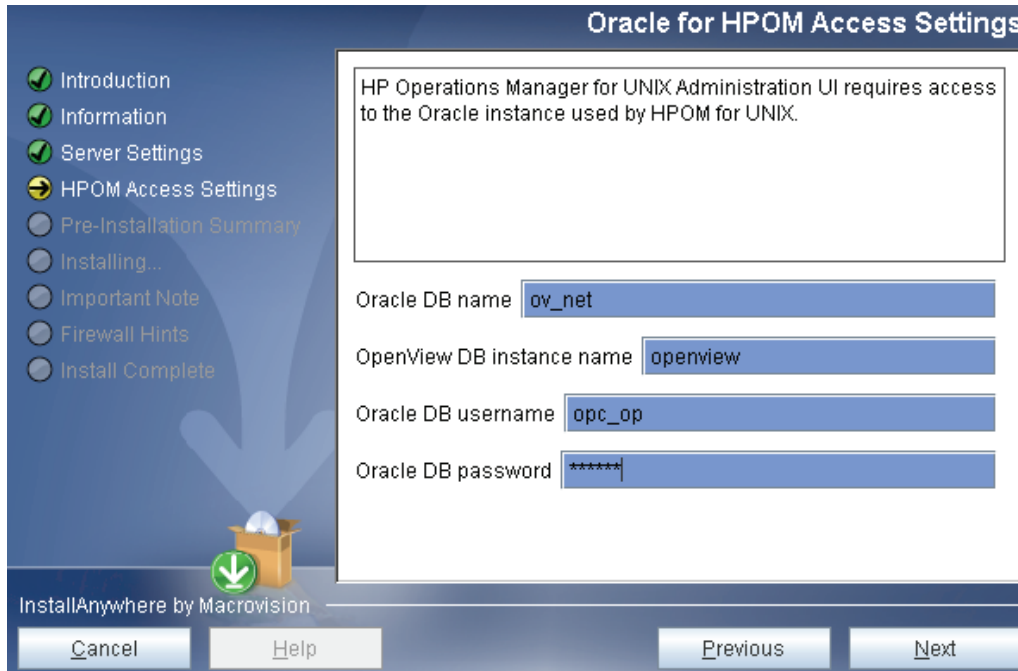 Oracle for HPOM Access Settings
Introduction
Information
Server Settings
HPOM Access Settings
Pre-Installation Summary
Installing...
Important Note
Firewall Hints
Install Complete
HP Operations Manager for UNIX Administration UI requires access
to the Oracle instance used by HPOM for UNIX.
Oracle DB name ov_net
OpenView DB instance name openview
Oracle DB username opc_op
Oracle DB password ******
InstallAnywhere by Macrovision
Cancel Help Previous Next